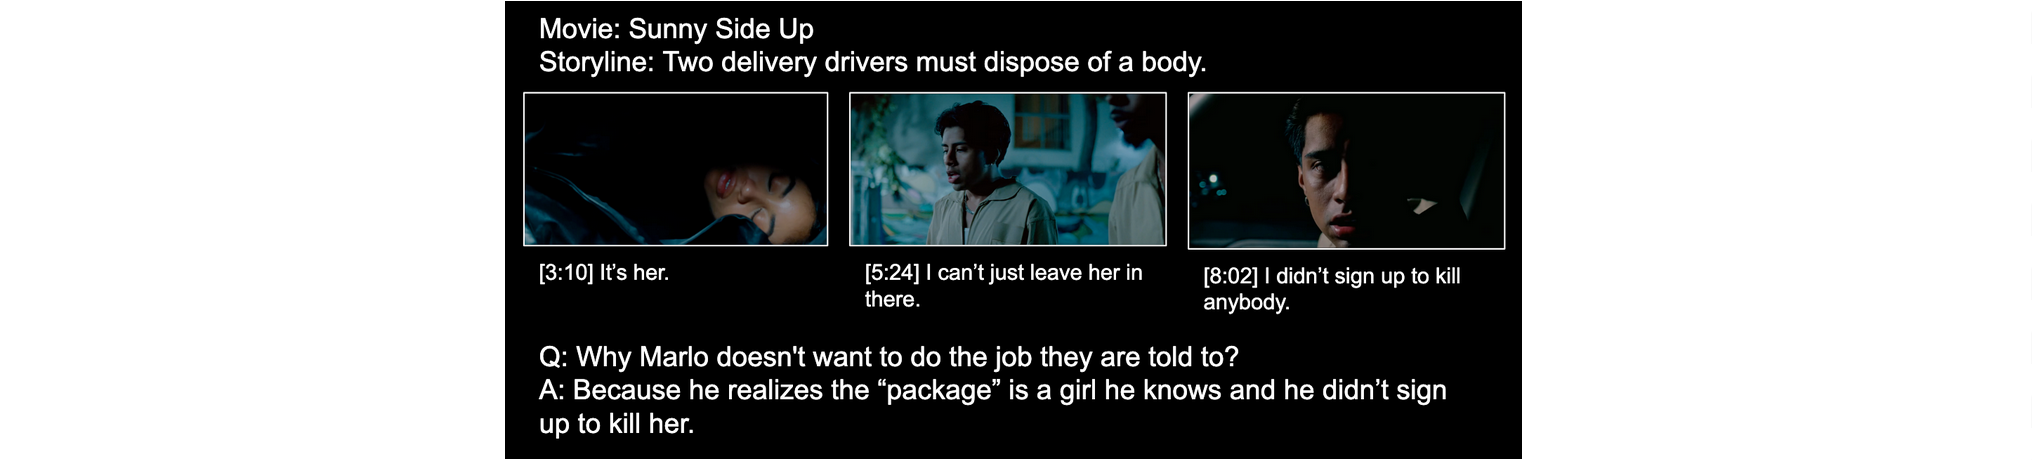 Movie: Sunny Side Up
Storyline: Two delivery drivers must dispose of a body.
[3:10] It’s her.
[5:24] I can’t just leave her in
there.
[8:02] I didn’t sign up to kill
anybody.
Q: Why Marlo doesn't want to do the job they are told to?
A: Because he realizes the “package” is a girl he knows and he didn’t sign
up to kill her.